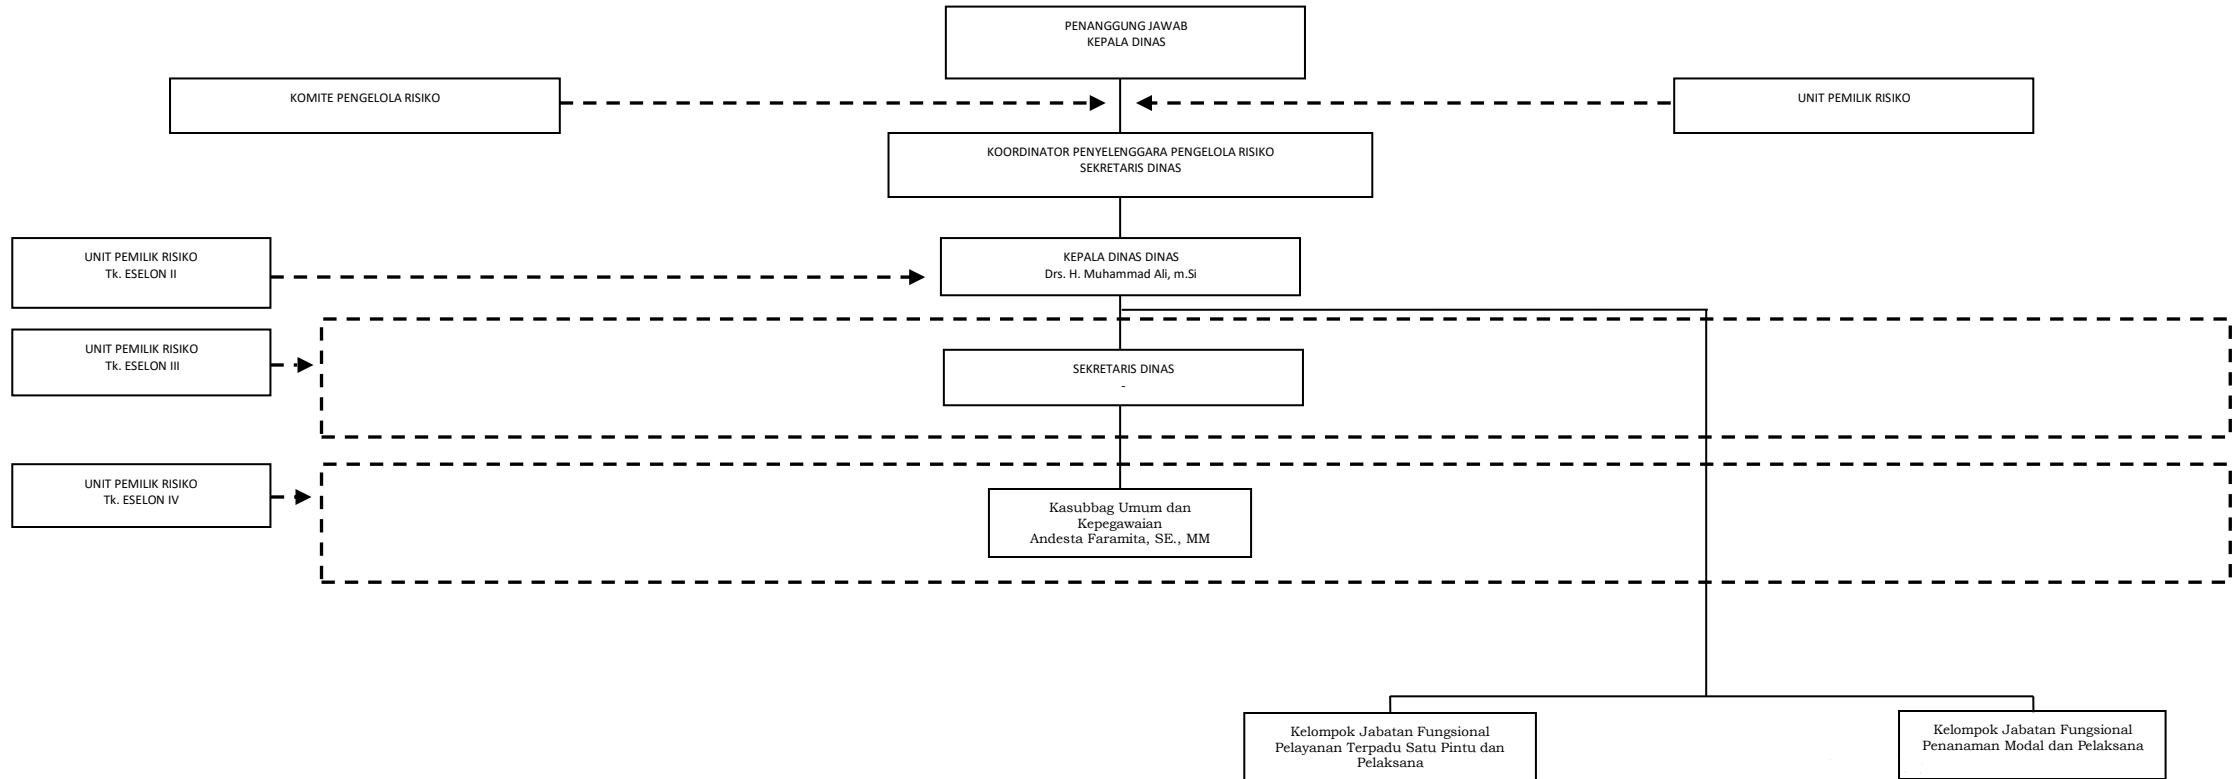 PENANGGUNG JAWAB
KEPALA DINAS
KOMITE PENGELOLA RISIKO
UNIT PEMILIK RISIKO
KOORDINATOR PENYELENGGARA PENGELOLA RISIKO
SEKRETARIS DINAS
UNIT PEMILIK RISIKO
Tk. ESELON II
KEPALA DINAS DINAS
Drs. H. Muhammad Ali, m.Si
UNIT PEMILIK RISIKO
Tk. ESELON III
SEKRETARIS DINAS
-
UNIT PEMILIK RISIKO
Tk. ESELON IV
Kasubbag Umum dan
Kepegawaian
Andesta Faramita, SE., MM
Kelompok Jabatan Fungsional
Pelayanan Terpadu Satu Pintu dan
Pelaksana
Kelompok Jabatan Fungsional
Penanaman Modal dan Pelaksana